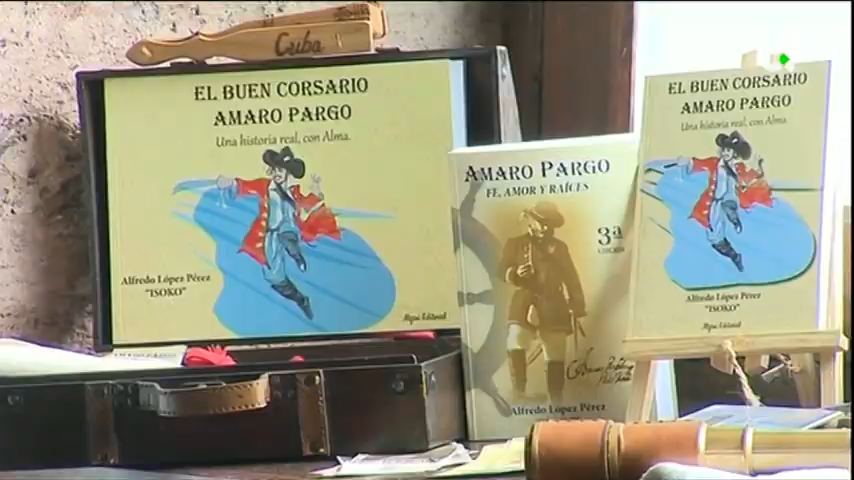 Cuba
EL BUEN CORSARIO
AMARO PARGO
Una historia real, con Alma.
Alfredo López Pérez
"ISOKO"
AMARO PARGO
FE, AMOR Y RAÍCES
3ª
Alfredo López Pérez
EL BUEN CORSARIO
AMARO PARGO
Una historia real, con Alma.
Alfredo López Pérez
"ISOKO"